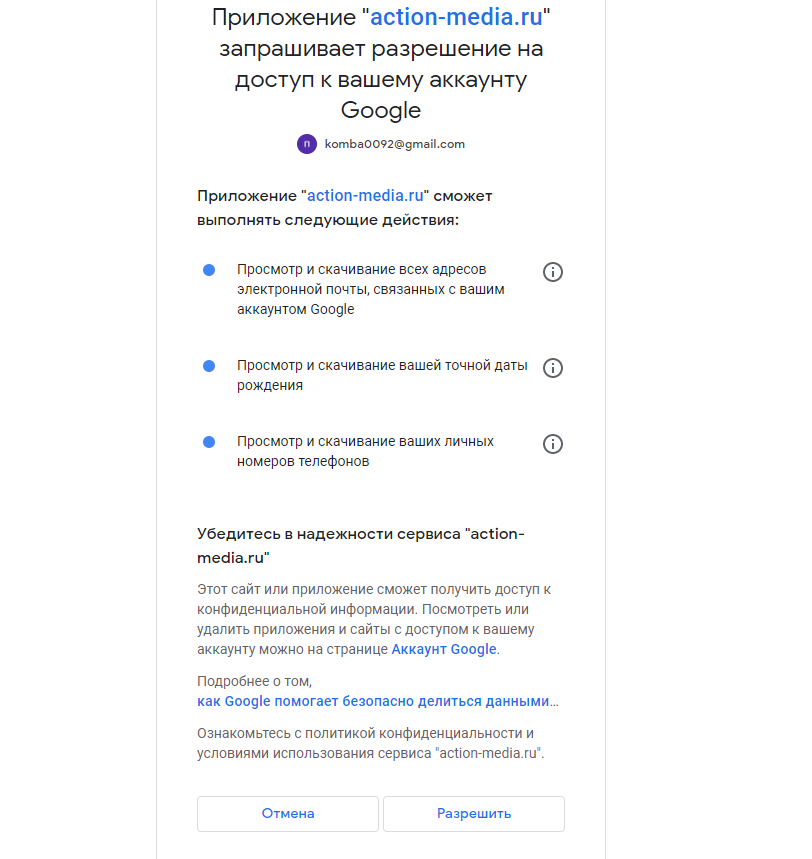 Приложение "action-media.ru"
запрашивает разрешение на
доступ к вашему аккаунту
Google
п komba0092@gmail.com
Приложение "action-media.ru" сможет
выполнять следующие действия:
Просмотр и скачивание всех адресов
электронной почты, связанных с вашим
аккаунтом Google
Просмотр и скачивание вашей точной даты
рождения
Просмотр и скачивание ваших личных
номеров телефонов
Убедитесь в надежности сервиса "action-
media.ru"
Этот сайт или приложение сможет получить доступ к
конфиденциальной информации. Посмотреть или
удалить приложения и сайты с доступом к вашему
аккаунту можно на странице Аккаунт Google.
Подробнее о том,
как Google помогает безопасно делиться данными...
Ознакомьтесь с политикой конфиденциальности и
условиями использования сервиса "action-media.ru".
Отмена Разрешить